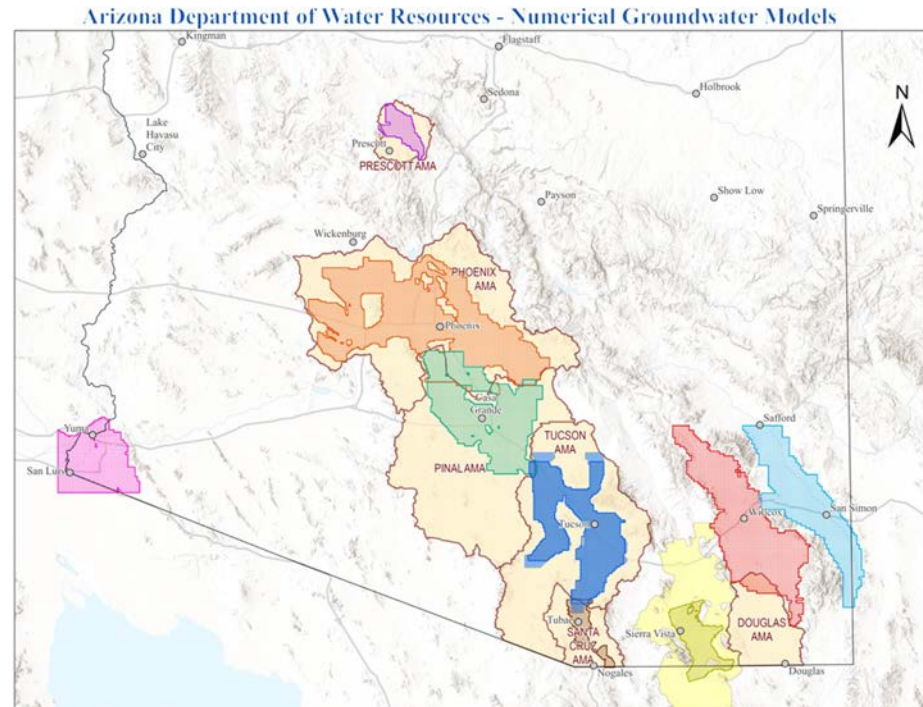 Arizona Department of Water Resources - Numerical Groundwater Models
Kingman
Flagstaff
Sedona
Holbrook
N
Lake
Havasu
City
Prescott
PRESCOTT AMA
Payson
Show Low
Springerville
Wickenburg
PHOENIX
AMA
Phoenix
Casa
Grande
Safford
Yuma
TUCSON
AMA
San Luis
PINAL AMA
San Simon
Willcox
Tucson
Tubac
SANTA
CRUZ
AMA
Sierra Vista
DOUGLAS
AMA
Nogales
Douglas